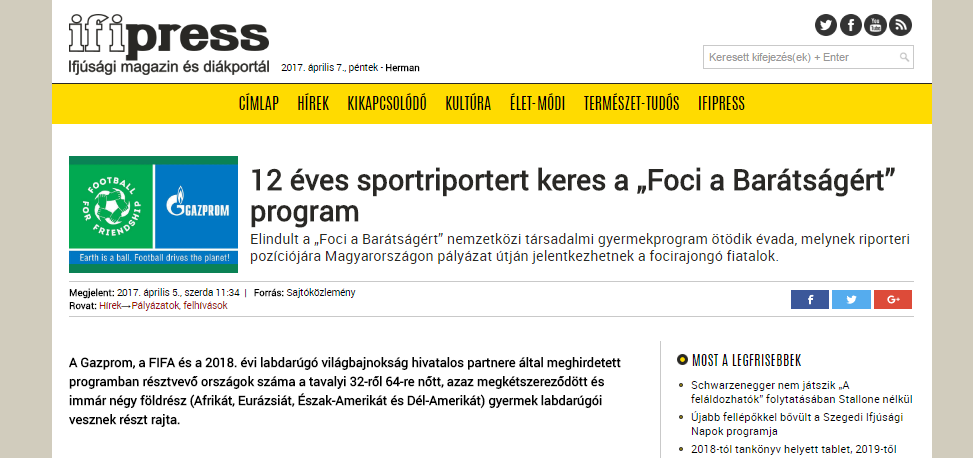 ifipress
Ifjúsági magazin és diákportál
2017. április 7., péntek - Herman
You
Tube
Keresett kifejezés(ek) + Enter
CÍMLAP HÍREK KIKAPCSOLÓDÓ KULTÚRA ÉLET-MÓDI TERMÉSZET-TUDÓS IFIPRESS
FOOTBALL
FOR FRIENDSHIP
GAZPROM
Earth is a ball. Football drives the planet!
12 éves sportriportert keres a „Foci a Barátságért”
program
Elindult a „Foci a Barátságért” nemzetközi társadalmi gyermekprogram ötödik évada, melynek riporteri
pozíciójára Magyarországon pályázat útján jelentkezhetnek a focirajongó fiatalok.
Megjelent: 2017. április 5., szerda 11:34 | Forrás: Sajtóközlemény
Rovat: Hírek→Pályázatok, felhívások
f
G+
A Gazprom, a FIFA és a 2018. évi labdarúgó világbajnokság hivatalos partnere által meghirdetett
programban résztvevő országok száma a tavalyi 32-ről 64-re nőtt, azaz megkétszereződött és
immár négy földrész (Afrikát, Eurázsiát, Észak-Amerikát és Dél-Amerikát) gyermek labdarúgói
vesznek részt rajta.
MOST A LEGFRISEBBEK
Schwarzenegger nem játszik „A
feláldozhatók” folytatásában Stallone nélkül
Újabb fellépőkkel bővült a Szegedi Ifjúsági
Napok programja
2018-tól tankönyv helyett tablet, 2019-től